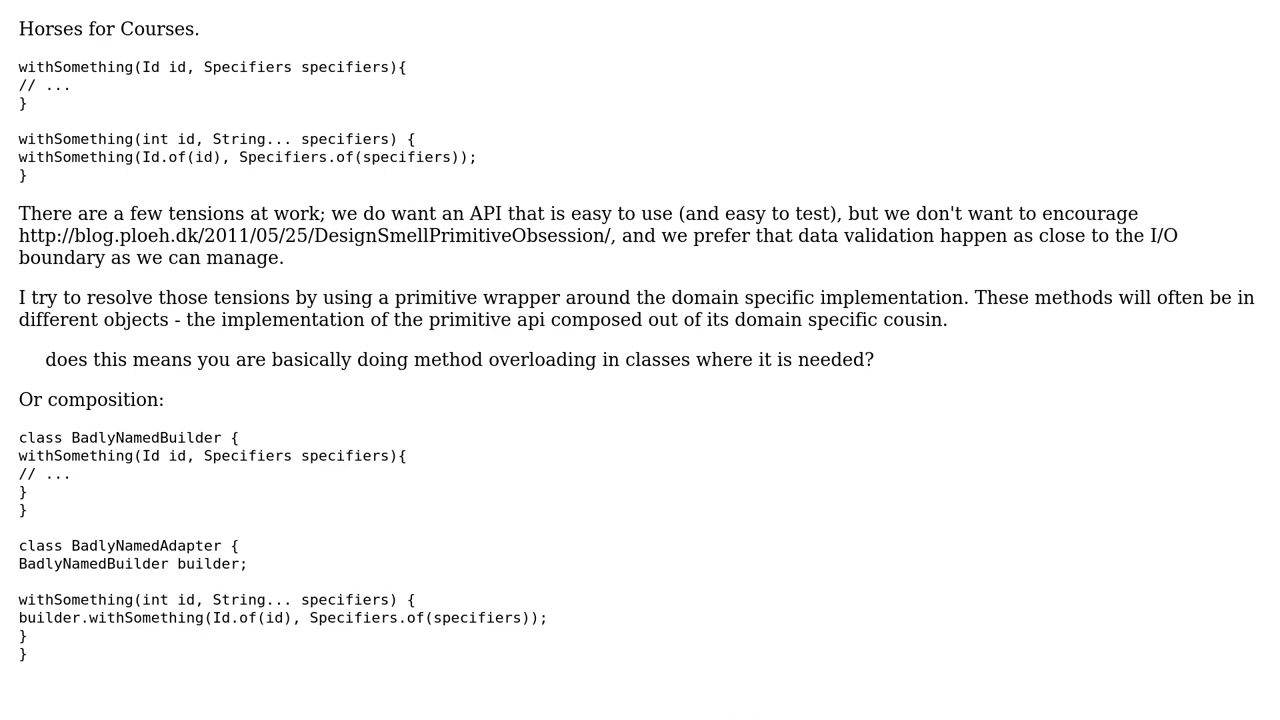 Horses for Courses.
withSomething(Id id, Specifiers specifiers){
// ...
}
withSomething(int id, String... specifiers) {
withSomething(Id.of(id), Specifiers.of(specifiers));
}
There are a few tensions at work; we do want an API that is easy to use (and easy to test), but we don't want to encourage
http://blog.ploeh.dk/2011/05/25/DesignSmellPrimitiveObsession/, and we prefer that data validation happen as close to the I/O
boundary as we can manage.
I try to resolve those tensions by using a primitive wrapper around the domain specific implementation. These methods will often be in
different objects - the implementation of the primitive api composed out of its domain specific cousin.
does this means you are basically doing method overloading in classes where it is needed?
Or composition:
class BadlyNamedBuilder {
withSomething(Id id, Specifiers specifiers){
// ...
}
}
class BadlyNamedAdapter {
BadlyNamedBuilder builder;
withSomething(int id, String... specifiers) {
builder.withSomething(Id.of(id), Specifiers.of(specifiers));
}
}